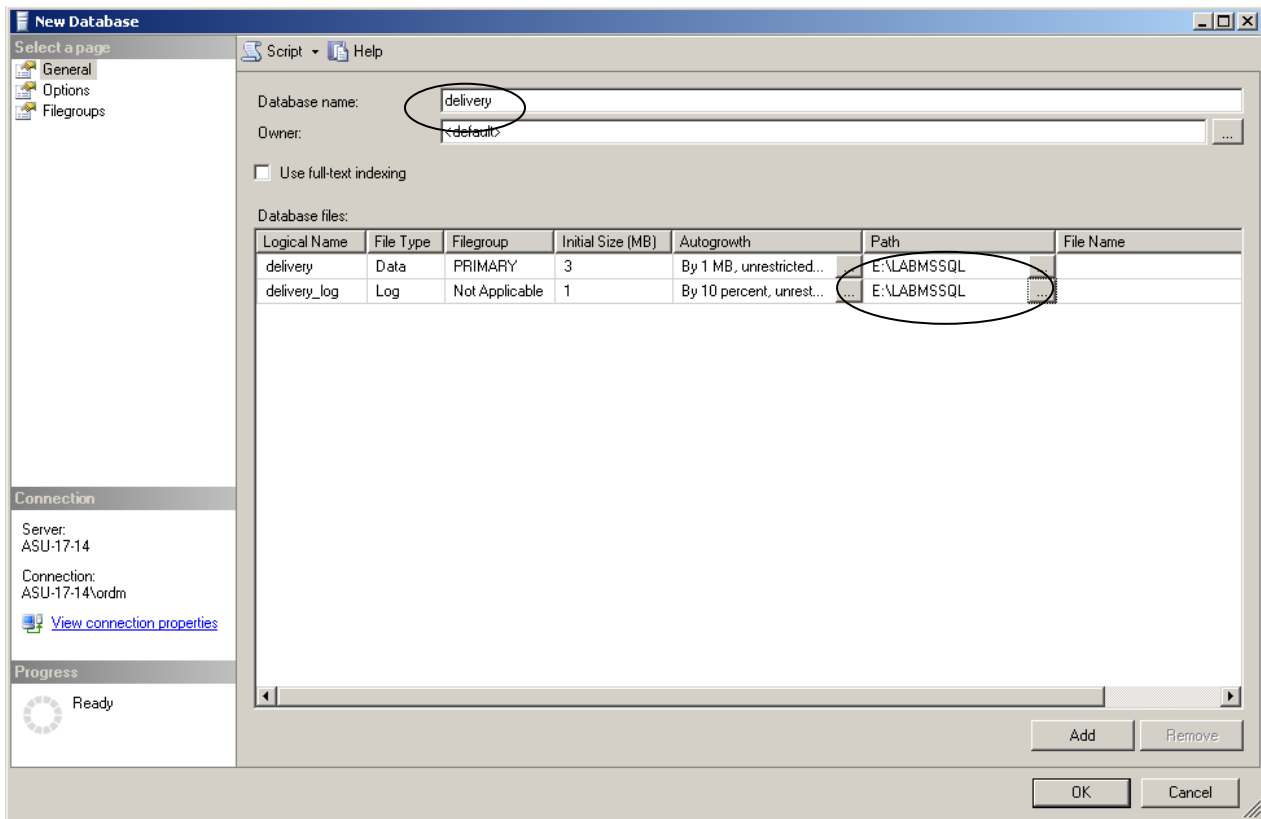 New Database
Select a page
General
Options
Filegroups
Script Help
Database name: delivery
Owner: <default> ...
Use full-text indexing
Database files:
Logical Name File Type Filegroup Initial Size (MB) Autogrowth Path File Name
delivery Data PRIMARY 3 By 1 MB, unrestricted... ... E:\LABMSSQL ...
delivery_log Log Not Applicable 1 By 10 percent, unrest... ... E:\LABMSSQL ...
Connection
Server:
ASU-17-14
Connection:
ASU-17-14\ordm
View connection properties
Progress
Ready
Add Remove
OK Cancel